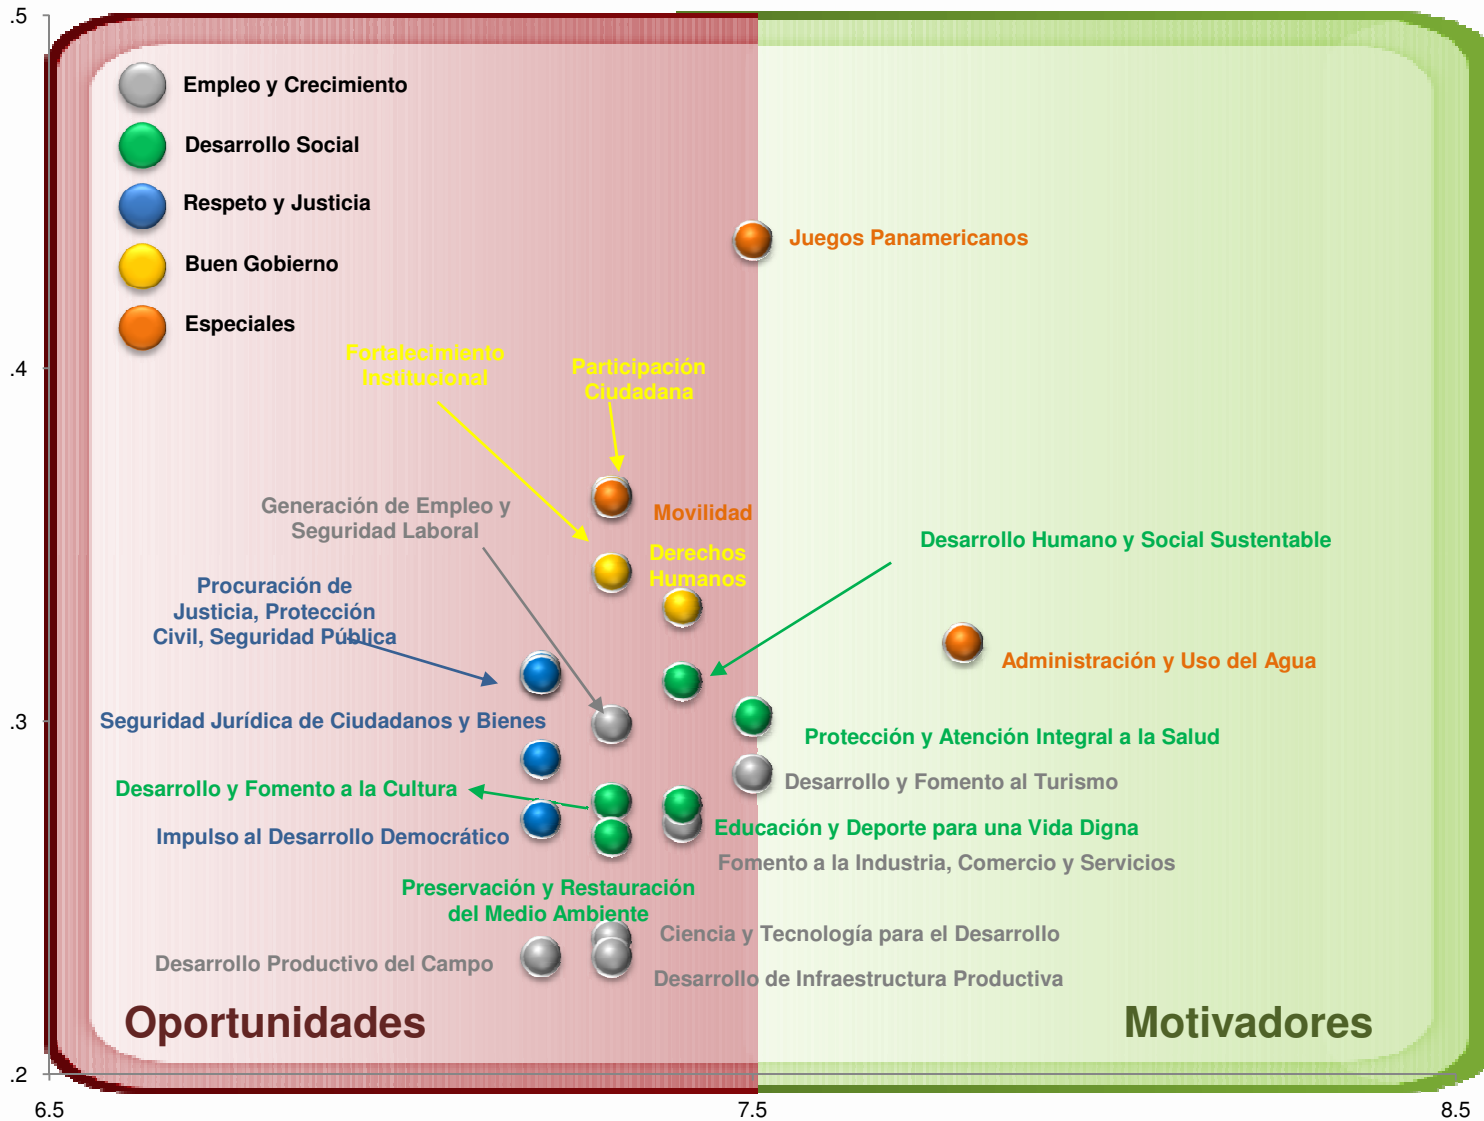 .5
Empleo y Crecimiento
Desarrollo Social
Respeto y Justicia
Buen Gobierno
Especiales
Juegos Panamericanos
Fortalecimiento
Institucional
Participación
Ciudadana
.4
Generación de Empleo y
Seguridad Laboral
Movilidad
Derechos
Humanos
Desarrollo Humano y Social Sustentable
Procuración de
Justicia, Protección
Civil, Seguridad Pública
Administración y Uso del Agua
.3
Seguridad Jurídica de Ciudadanos y Bienes
Protección y Atención Integral a la Salud
Desarrollo y Fomento al Turismo
Desarrollo y Fomento a la Cultura
Educación y Deporte para una Vida Digna
Impulso al Desarrollo Democrático
Fomento a la Industria, Comercio y Servicios
Preservación y Restauración
del Medio Ambiente
Ciencia y Tecnología para el Desarrollo
Desarrollo Productivo del Campo
Desarrollo de Infraestructura Productiva
Oportunidades
Motivadores
.2
6.5
7.5
8.5